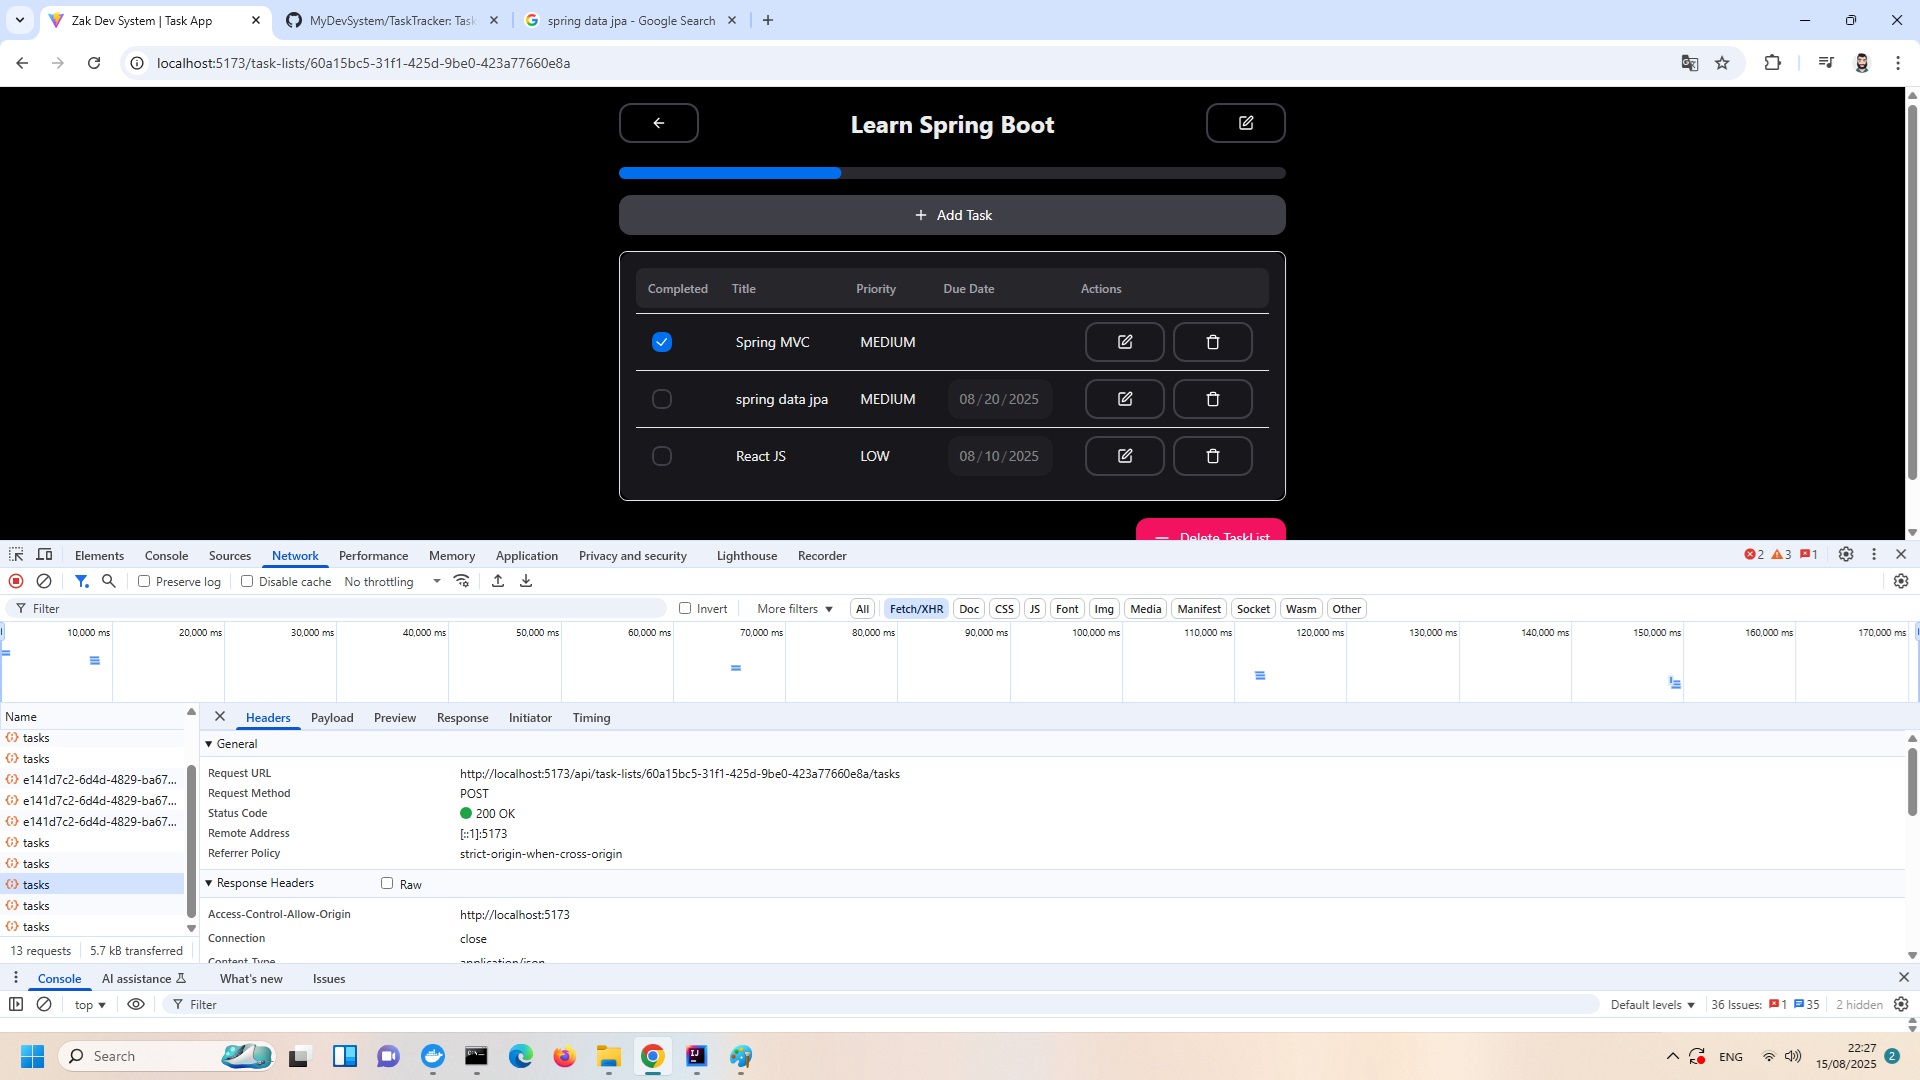 Zak Dev System | Task App
MyDevSystem/TaskTracker: Task
spring data jpa - Google Search
localhost:5173/task-lists/60a15bc5-31f1-425d-9be0-423a77660e8a
Learn Spring Boot
Add Task
Completed Title Priority Due Date Actions
Spring MVC MEDIUM
spring data jpa MEDIUM 08/20/2025
React JS LOW 08/10/2025
Delete TaskList
Elements Console Sources Network Performance Memory Application Privacy and security Lighthouse Recorder 2 3 1
Preserve log Disable cache No throttling
Filter Invert More filters All Fetch/XHR Doc CSS JS Font Img Media Manifest Socket Wasm Other
10,000 ms 20,000 ms 30,000 ms 40,000 ms 50,000 ms 60,000 ms 70,000 ms 80,000 ms 90,000 ms 100,000 ms 110,000 ms 120,000 ms 130,000 ms 140,000 ms 150,000 ms 160,000 ms 170,000 ms
Name
tasks
tasks
e141d7c2-6d4d-4829-ba67...
e141d7c2-6d4d-4829-ba67...
e141d7c2-6d4d-4829-ba67...
tasks
tasks
tasks
tasks
tasks
13 requests 5.7 kB transferred
Headers Payload Preview Response Initiator Timing
General
Request URL http://localhost:5173/api/task-lists/60a15bc5-31f1-425d-9be0-423a77660e8a/tasks
Request Method POST
Status Code 200 OK
Remote Address [::1]:5173
Referrer Policy strict-origin-when-cross-origin
Response Headers Raw
Access-Control-Allow-Origin http://localhost:5173
Connection close
Content-Type application/json
Console AI assistance What's new Issues
top Filter Default levels 36 Issues: 1 35 2 hidden
Search ENG 22:27
15/08/2025 2